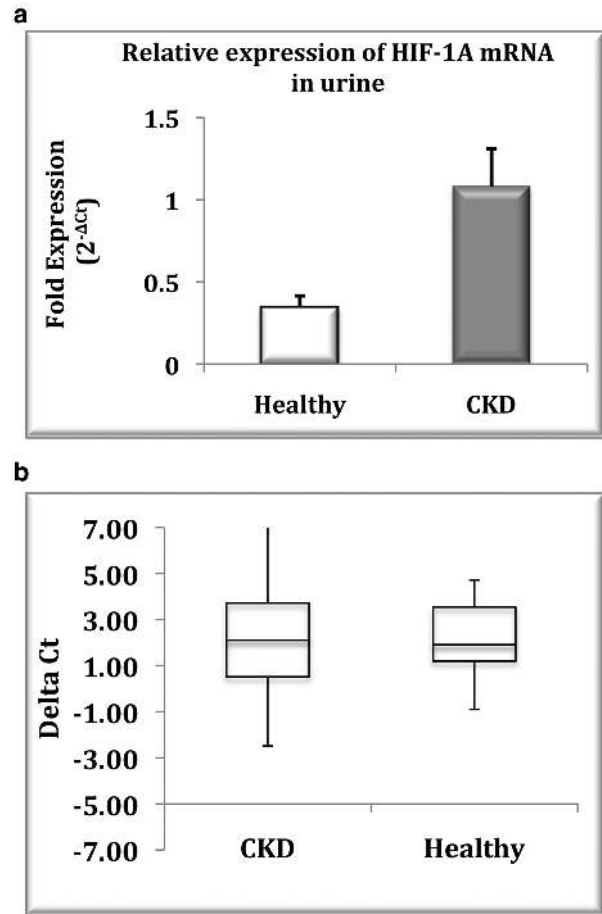 a
Relative expression of HIF-1A mRNA
in urine
Fold Expression
(2-ΔCt)
1.5
1
0.5
0
Healthy CKD
b
Delta Ct
7.00
5.00
3.00
1.00
-1.00
-3.00
-5.00
-7.00
CKD Healthy